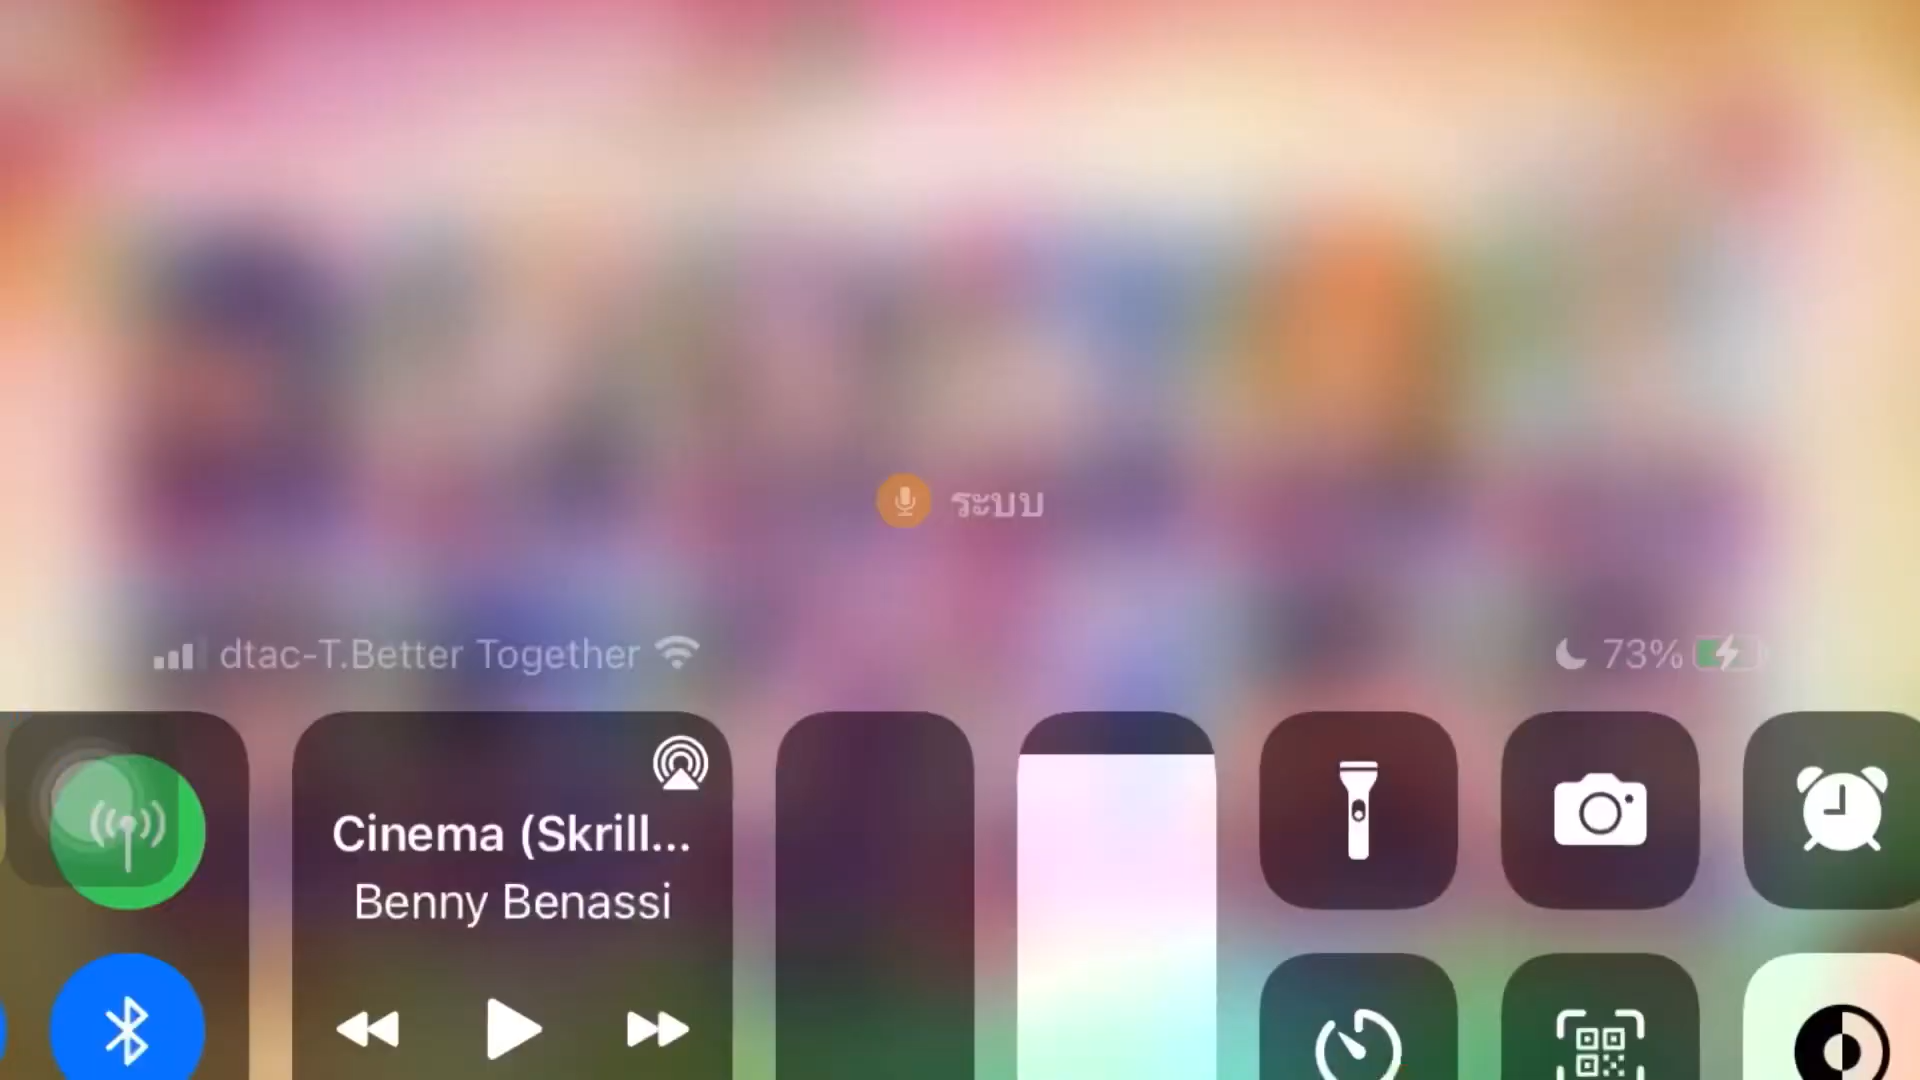 ระบบ
dtac-T.Better Together
73%
Cinema (Skrill...
Benny Benassi